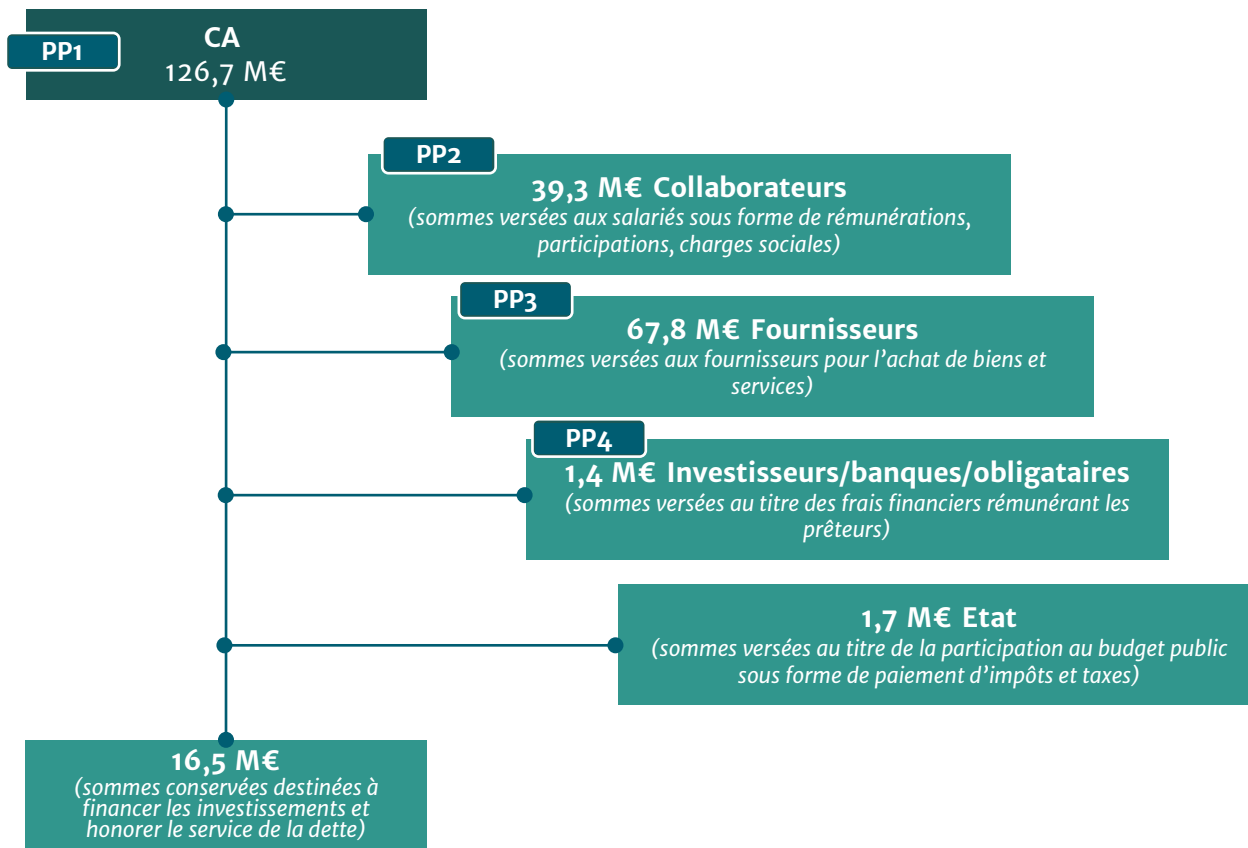 PP1
CA
126,7 M€
PP2
39,3 M€ Collaborateurs
(sommes versées aux salariés sous forme de rémunérations,
participations, charges sociales)
PP3
67,8 M€ Fournisseurs
(sommes versées aux fournisseurs pour l'achat de biens et
services)
PP4
1,4 M€ Investisseurs/banques/obligataires
(sommes versées au titre des frais financiers rémunérant les
prêteurs)
1,7 M€ Etat
(sommes versées au titre de la participation au budget public
sous forme de paiement d'impôts et taxes)
16,5 M€
(sommes conservées destinées à
financer les investissements et
honorer le service de la dette)